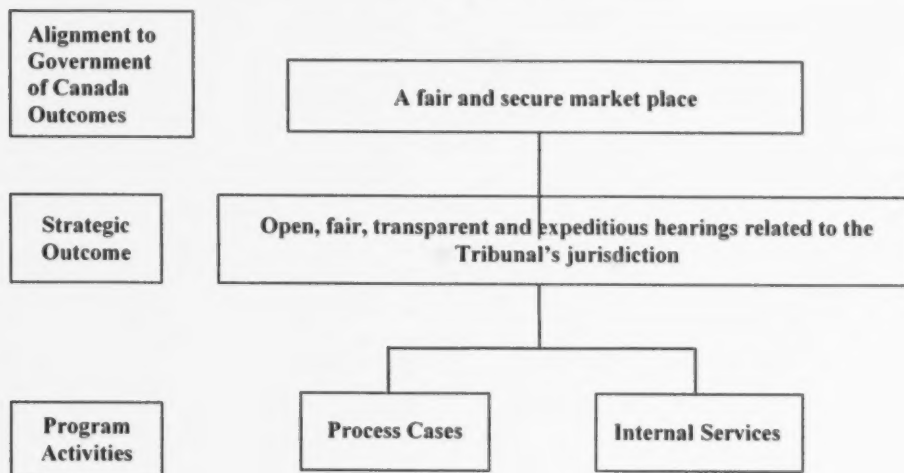 Alignment to
Government
of Canada
Outcomes
A fair and secure market place
Strategic
Outcome
Open, fair, transparent and expeditious hearings related to the
Tribunal's jurisdiction
Program
Activities
Process Cases
Internal Services